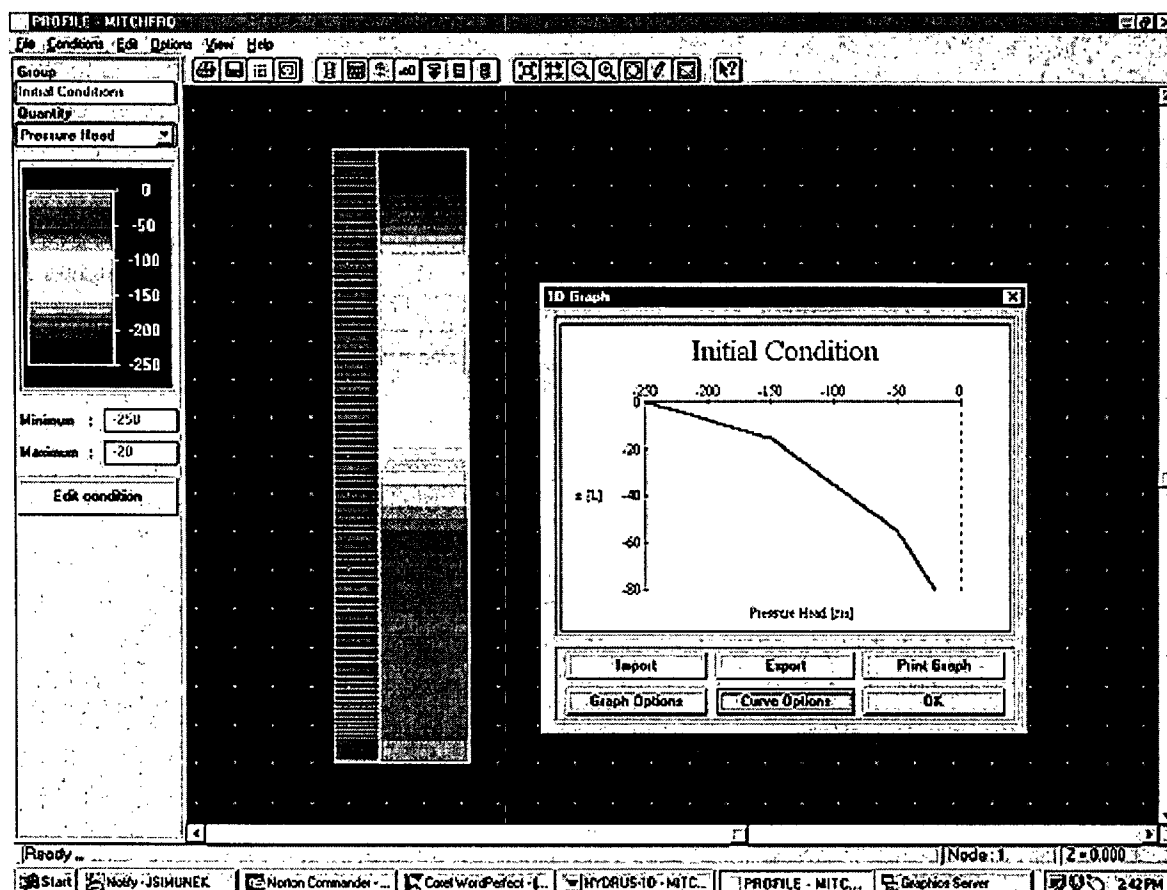 PROFILE - MITCHERD
File Conditions Edit Options View Help
Group
Initial Conditions
Quantity
Pressure Head
0
-50
-100
-150
-200
-250
Minimum : -250
Maximum : -20
Edit condition
1D Graph
Initial Condition
-250 -200 -150 -100 -50 0
0
-20
-40
-60
-80
z [L]
Pressure Head [cm]
Import Export Print Graph
Graph Options Curve Options OK
Ready ...
Node : 1 Z = 0.000
Start Notify - JSIMUNEK Norton Commander - ... Corel WordPerfect - [... HYDRUS-1D - MITC... PROFILE - MITC... Graphics Server 2:42 PM